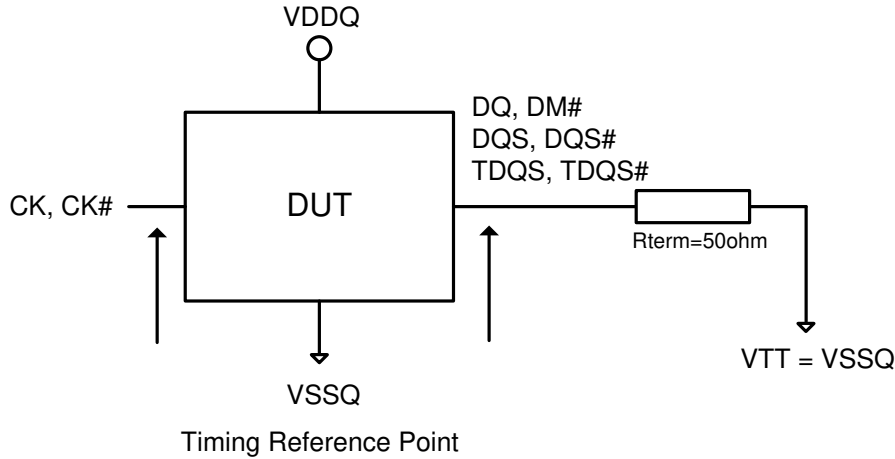 VDDQ
DQ, DM#
DQS, DQS#
TDQS, TDQS#
CK, CK#
DUT
Rterm=50ohm
VTT = VSSQ
VSSQ
Timing Reference Point